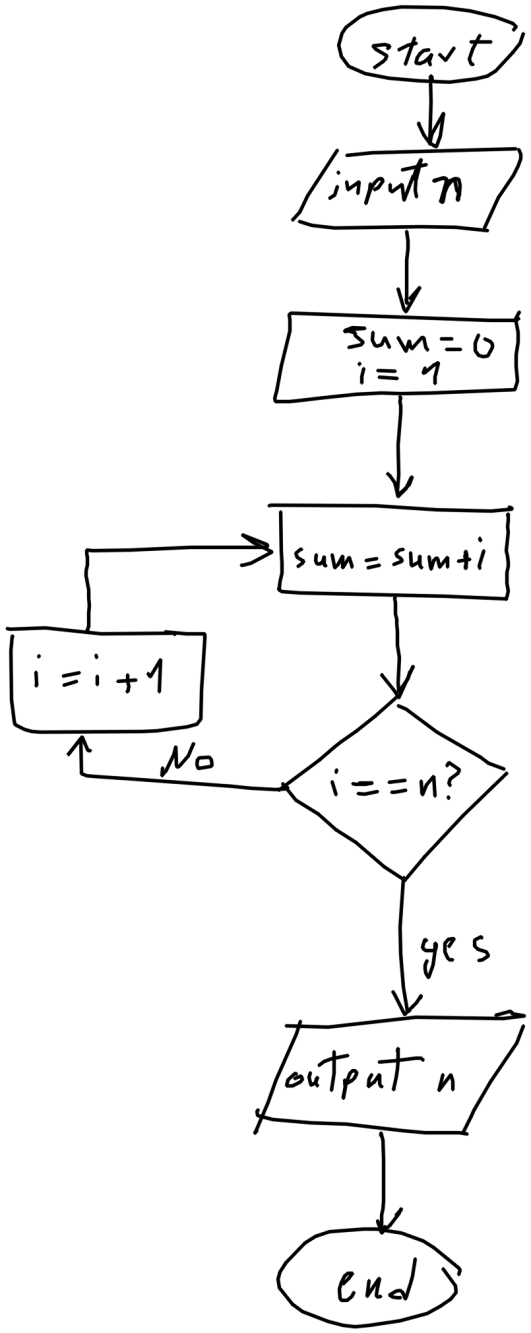 start
input n
sum = 0
i = 1
sum = sum + i
i = i + 1
No
i == n?
yes
output n
end